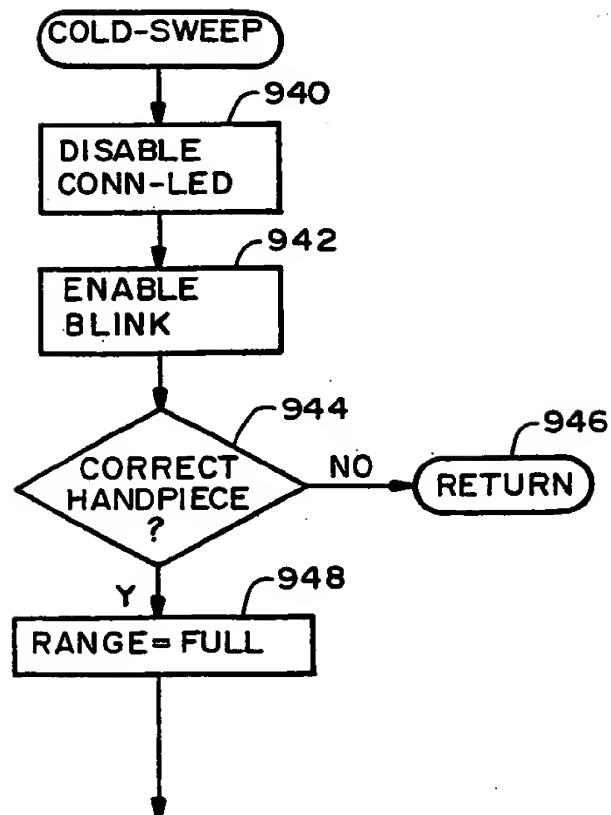 COLD-SWEEP
940
DISABLE
CONN-LED
942
ENABLE
BLINK
944
CORRECT
HANDPIECE
?
NO
946
RETURN
Y
948
RANGE= FULL